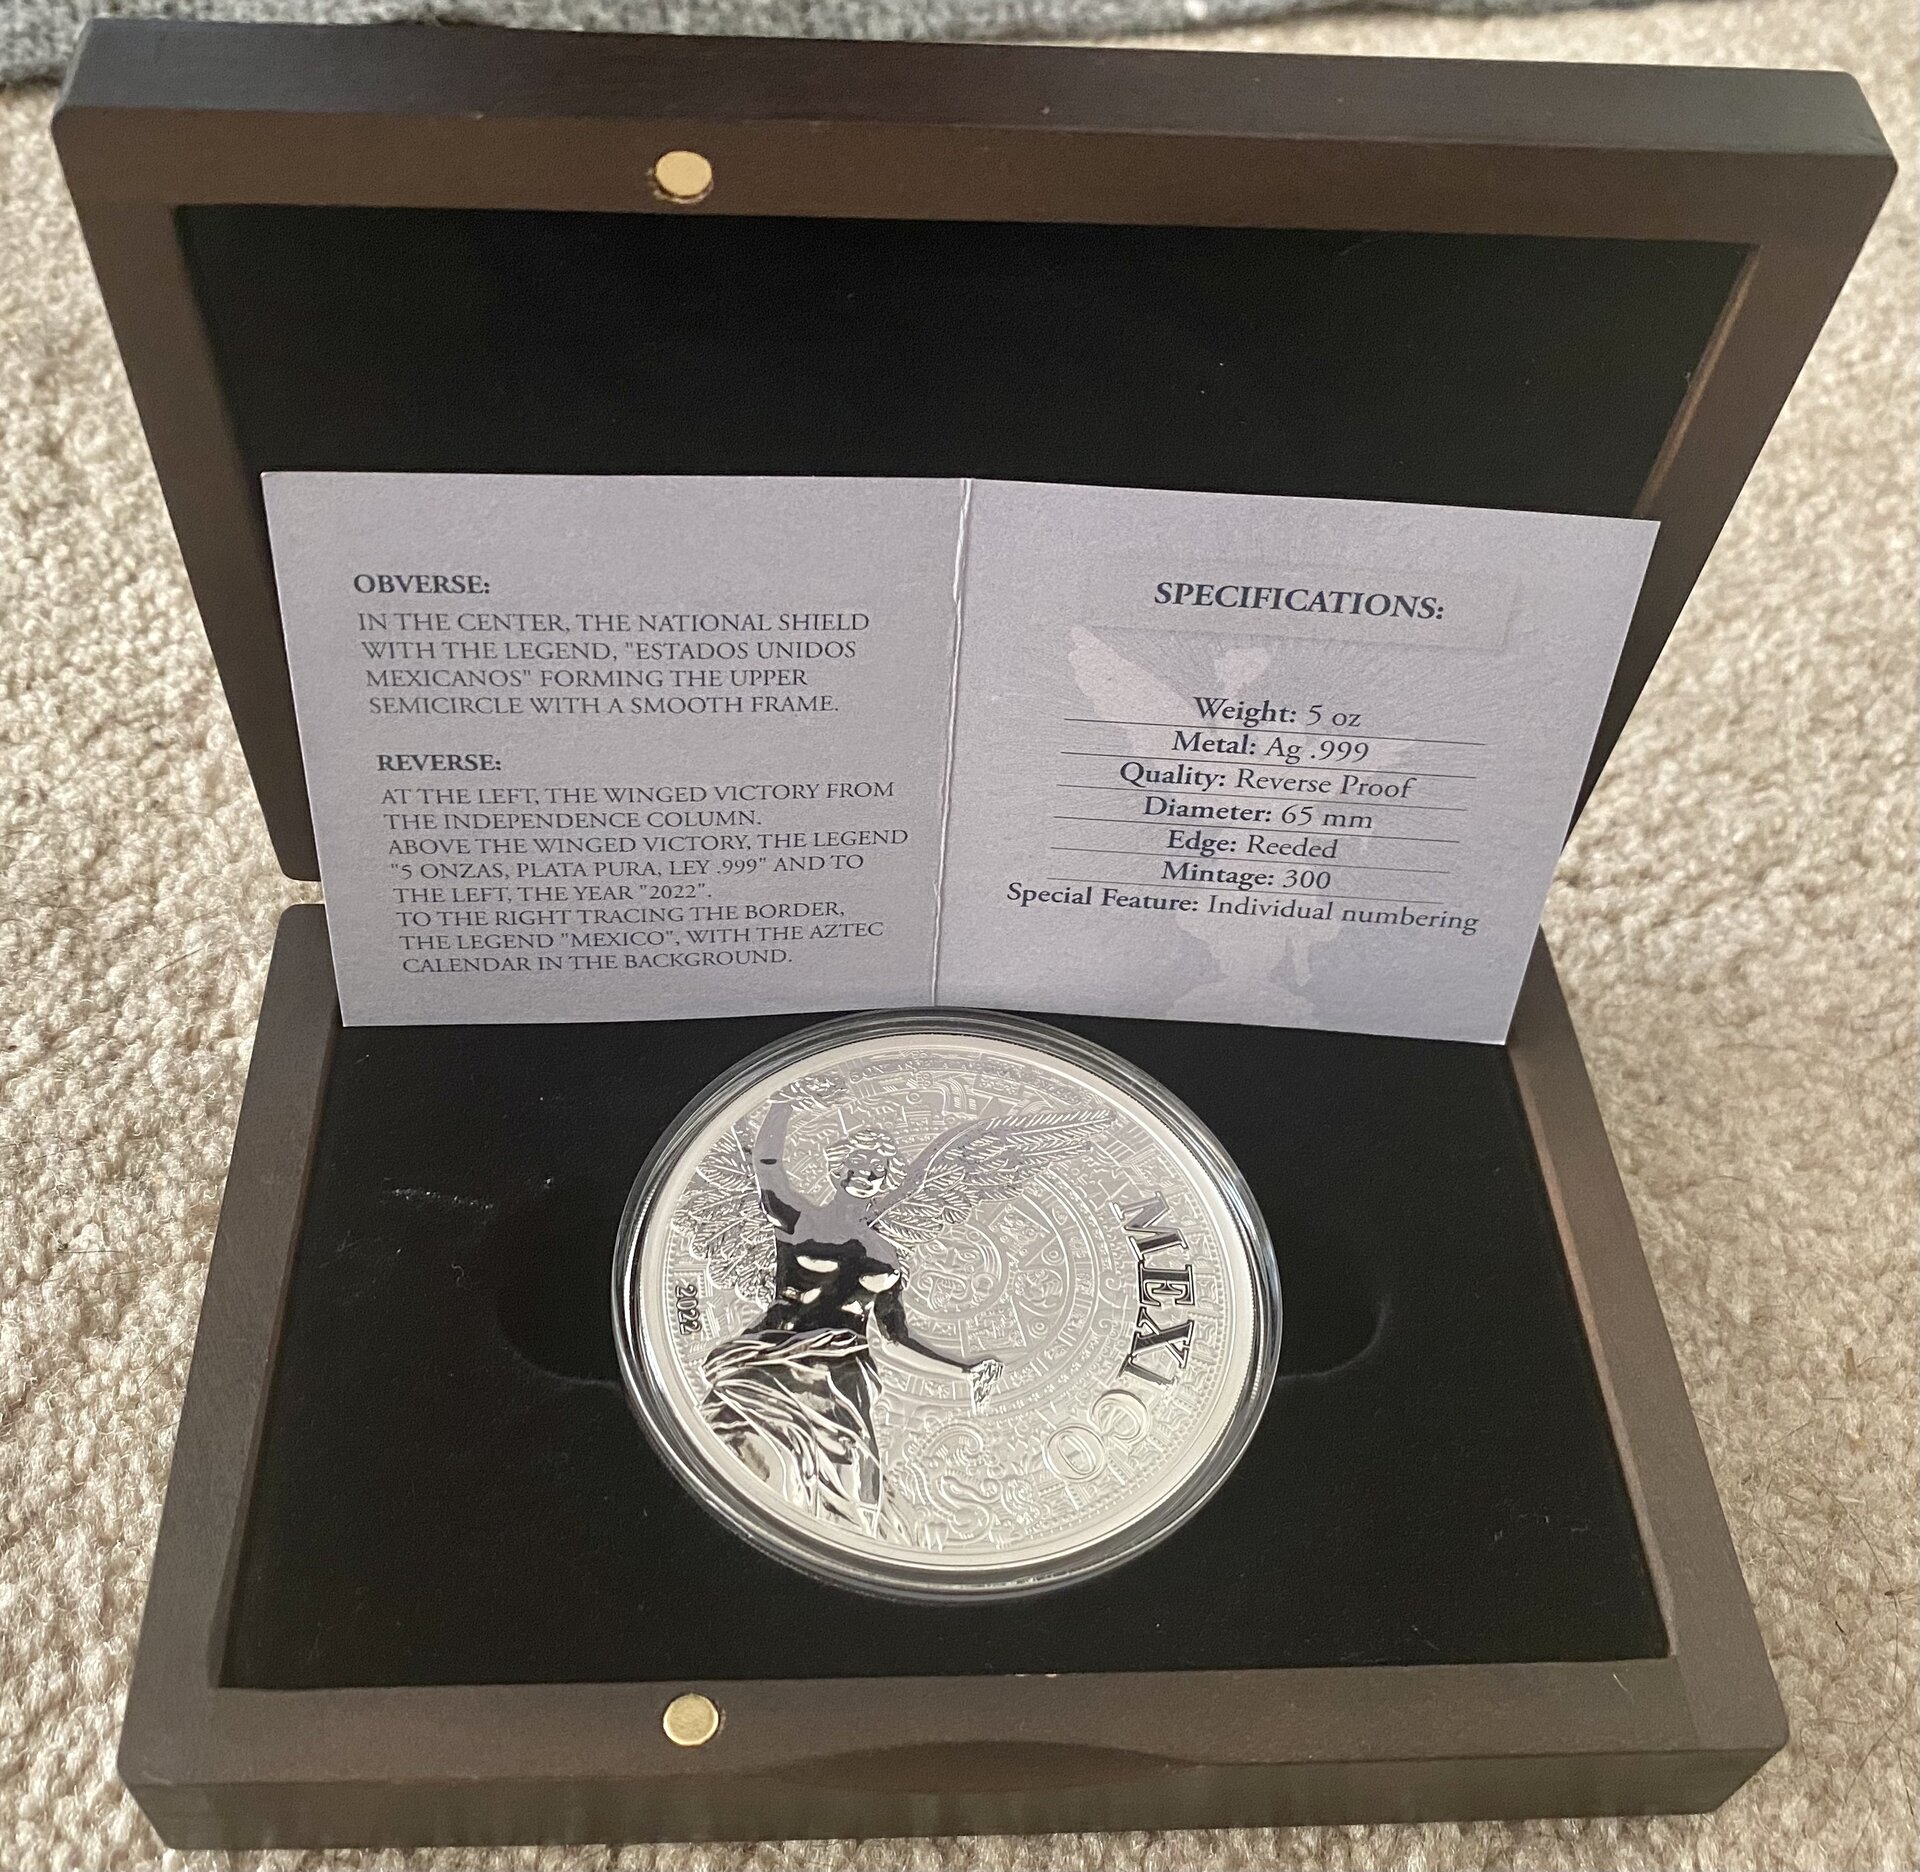 OBVERSE:
IN THE CENTER, THE NATIONAL SHIELD
WITH THE LEGEND, "ESTADOS UNIDOS
MEXICANOS" FORMING THE UPPER
SEMICIRCLE WITH A SMOOTH FRAME.
REVERSE:
AT THE LEFT, THE WINGED VICTORY FROM
THE INDEPENDENCE COLUMN.
ABOVE THE WINGED VICTORY, THE LEGEND
"5 ONZAS, PLATA PURA, LEY .999" AND TO
THE LEFT, THE YEAR "2022".
TO THE RIGHT TRACING THE BORDER,
THE LEGEND "MEXICO", WITH THE AZTEC
CALENDAR IN THE BACKGROUND.
SPECIFICATIONS:
Weight: 5 oz
Metal: Ag .999
Quality: Reverse Proof
Diameter: 65 mm
Edge: Reeded
Mintage: 300
Special Feature: Individual numbering
2022
MEXICO